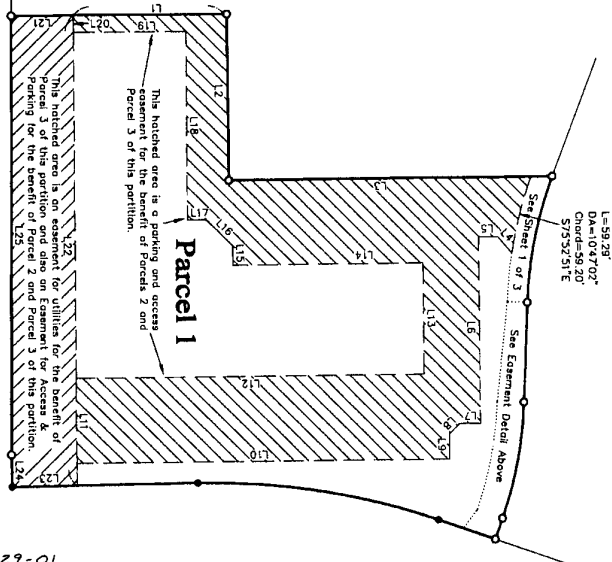 L=59.29'
DA=10°47'02"
Chord=59.20'
S75°52'51"E
See Sheet 1 of 3
See Easement Detail Above
L1
L2
L3
L4
L5
L6
L7
L8
L9
L10
L11
L12
L13
L14
L15
L16
L17
L18
L19
L20
L21
L22
L23
L24
L25
Parcel 1
This hatched area is a parking and access
easement for the benefit of Parcels 2 and
Parcel 3 of this partition.
This hatched area is an easement for utilities for the benefit of
Parcel 3 of this partition and also an Easement for Access &
Parking for the benefit of Parcel 2 and Parcel 3 of this partition.
29-01